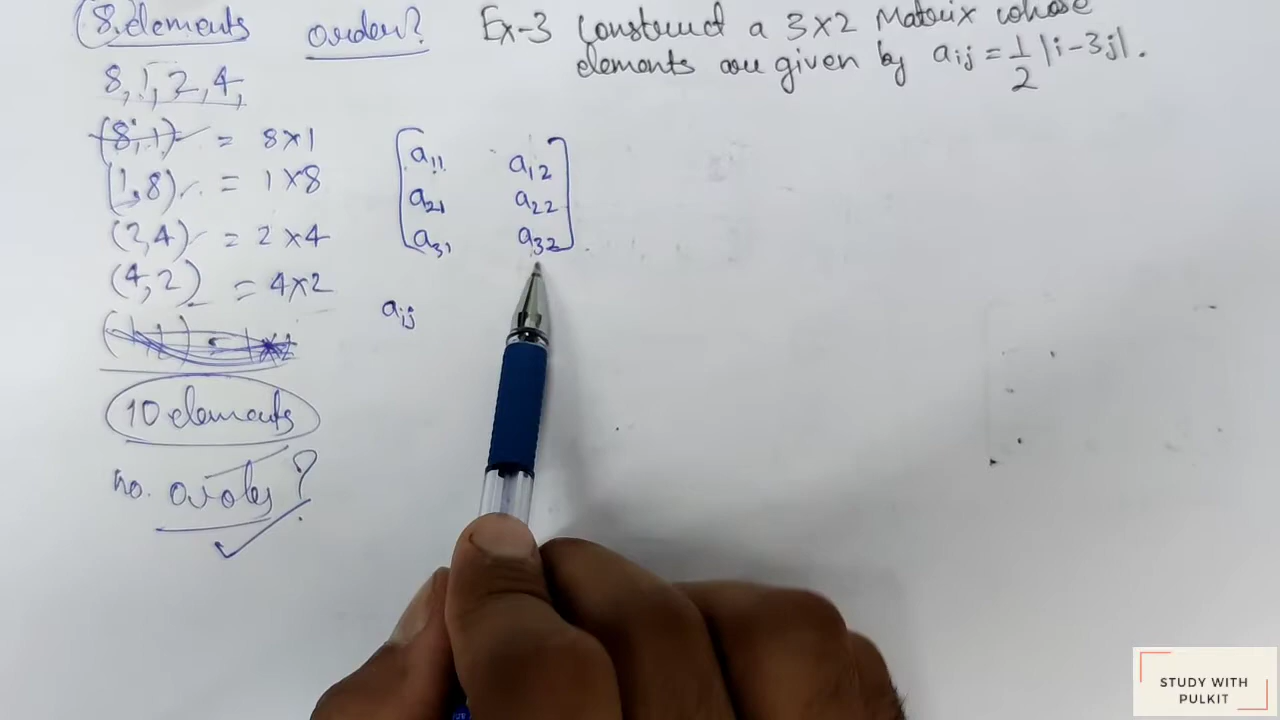 8 elements order?
8, 1, 2, 4,
(8, 1) = 8×1
(1, 8) = 1×8
(2, 4) = 2×4
(4, 2) = 4×2
10 elements
no. orders?
Ex-3 Construct a 3×2 Matrix whose
elements are given by aij = 1/2 |i-3j|.
a11 a12
a21 a22
a31 a32
aij
STUDY WITH
PULKIT